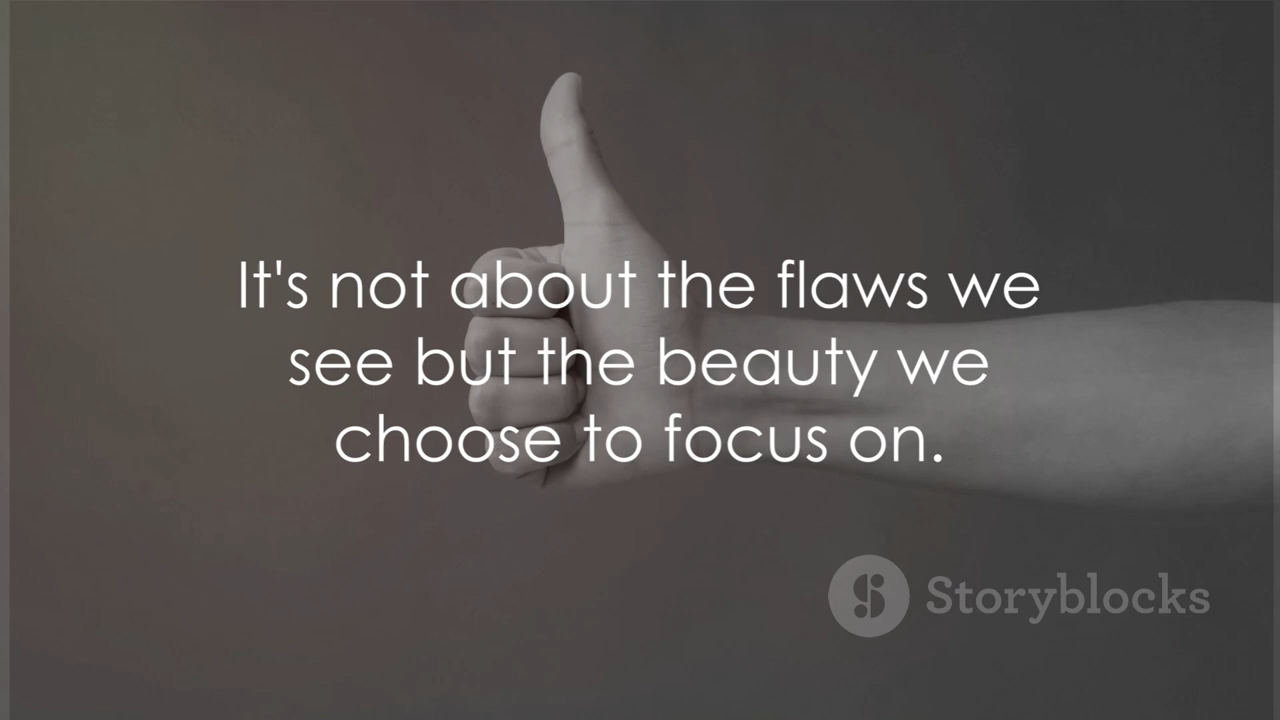 It's not about the flaws we
see but the beauty we
choose to focus on.
Storyblocks